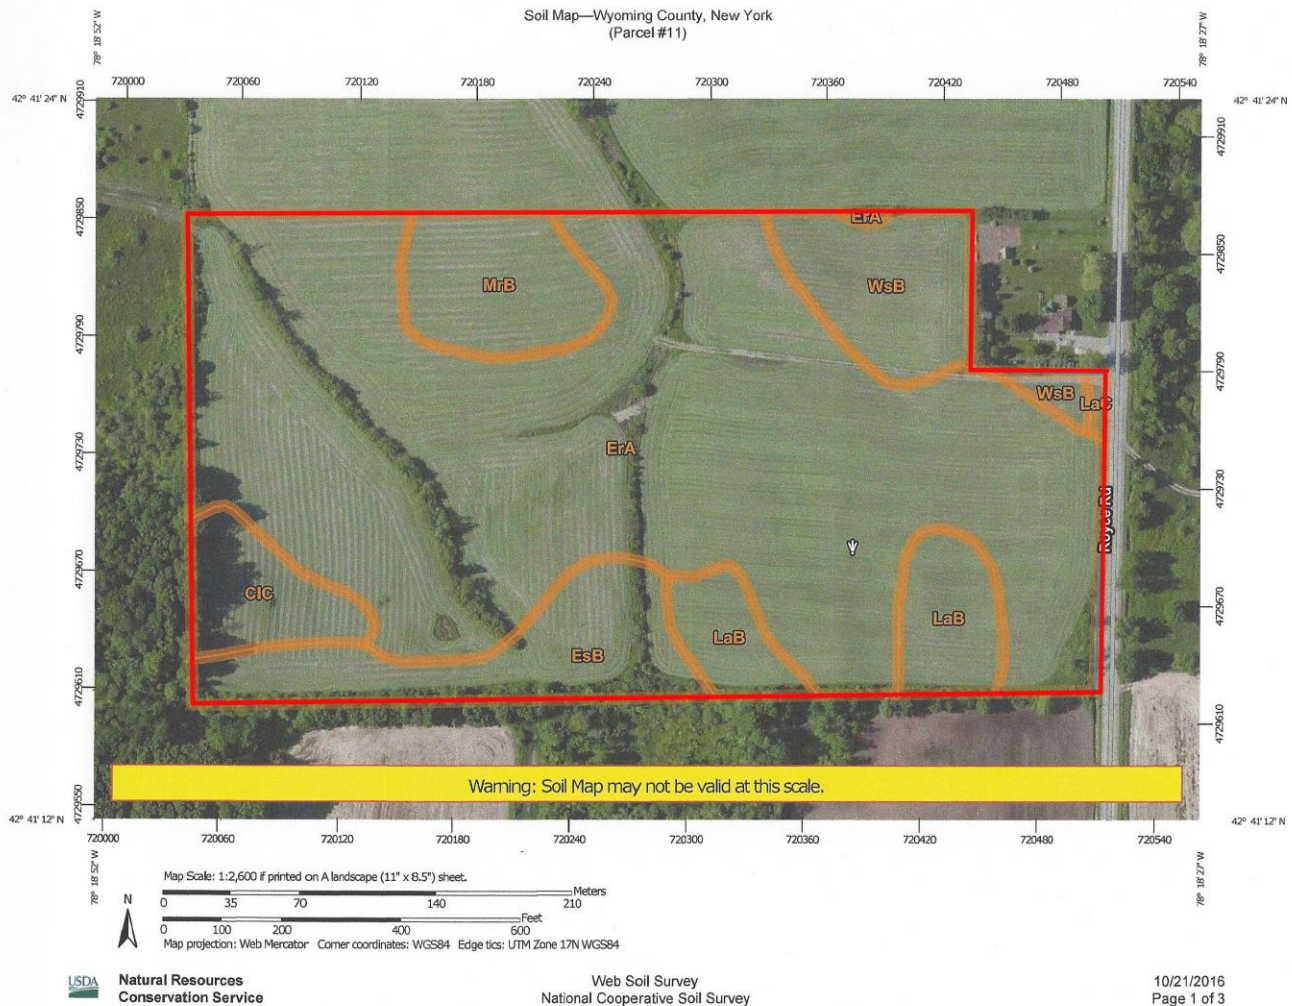 Soil Map—Wyoming County, New York
(Parcel #11)
78° 18' 52" W
78° 18' 27" W
720000 720060 720120 720180 720240 720300 720360 720420 720480 720540
42° 41' 24" N
42° 41' 24" N
4729910
4729910
4729850
4729850
4729790
4729790
4729730
4729730
4729670
4729670
4729610
4729610
4729550
ErA
MrB
WsB
WsB
LaC
ErA
Royce Rd
ClC
LaB
LaB
EsB
Warning: Soil Map may not be valid at this scale.
42° 41' 12" N
42° 41' 12" N
720000 720060 720120 720180 720240 720300 720360 720420 720480 720540
78° 18' 52" W
78° 18' 27" W
Map Scale: 1:2,600 if printed on A landscape (11" x 8.5") sheet.
N
Meters
0 35 70 140 210
Feet
0 100 200 400 600
Map projection: Web Mercator Corner coordinates: WGS84 Edge tics: UTM Zone 17N WGS84
USDA
Natural Resources
Conservation Service
Web Soil Survey
National Cooperative Soil Survey
10/21/2016
Page 1 of 3